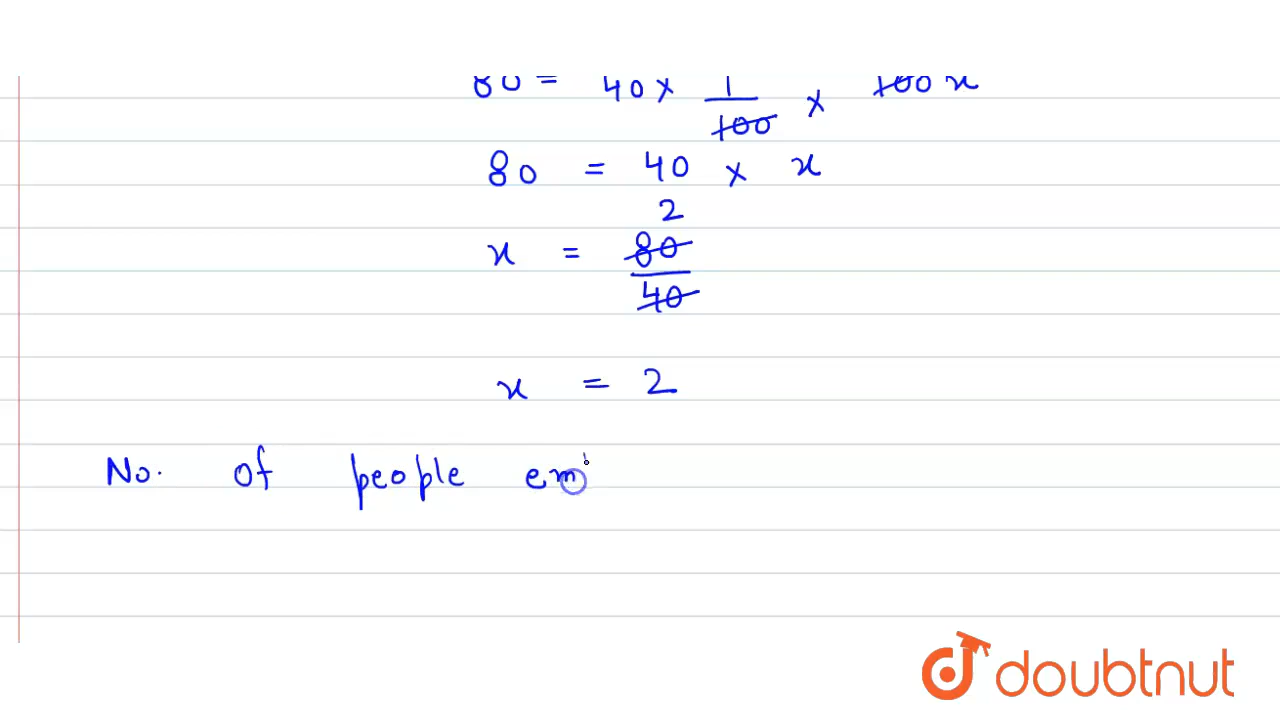 80 = 40 × 1/100 × 100 x
80 = 40 × x
2
x = 80/40
x = 2
No. of people em
doubtnut